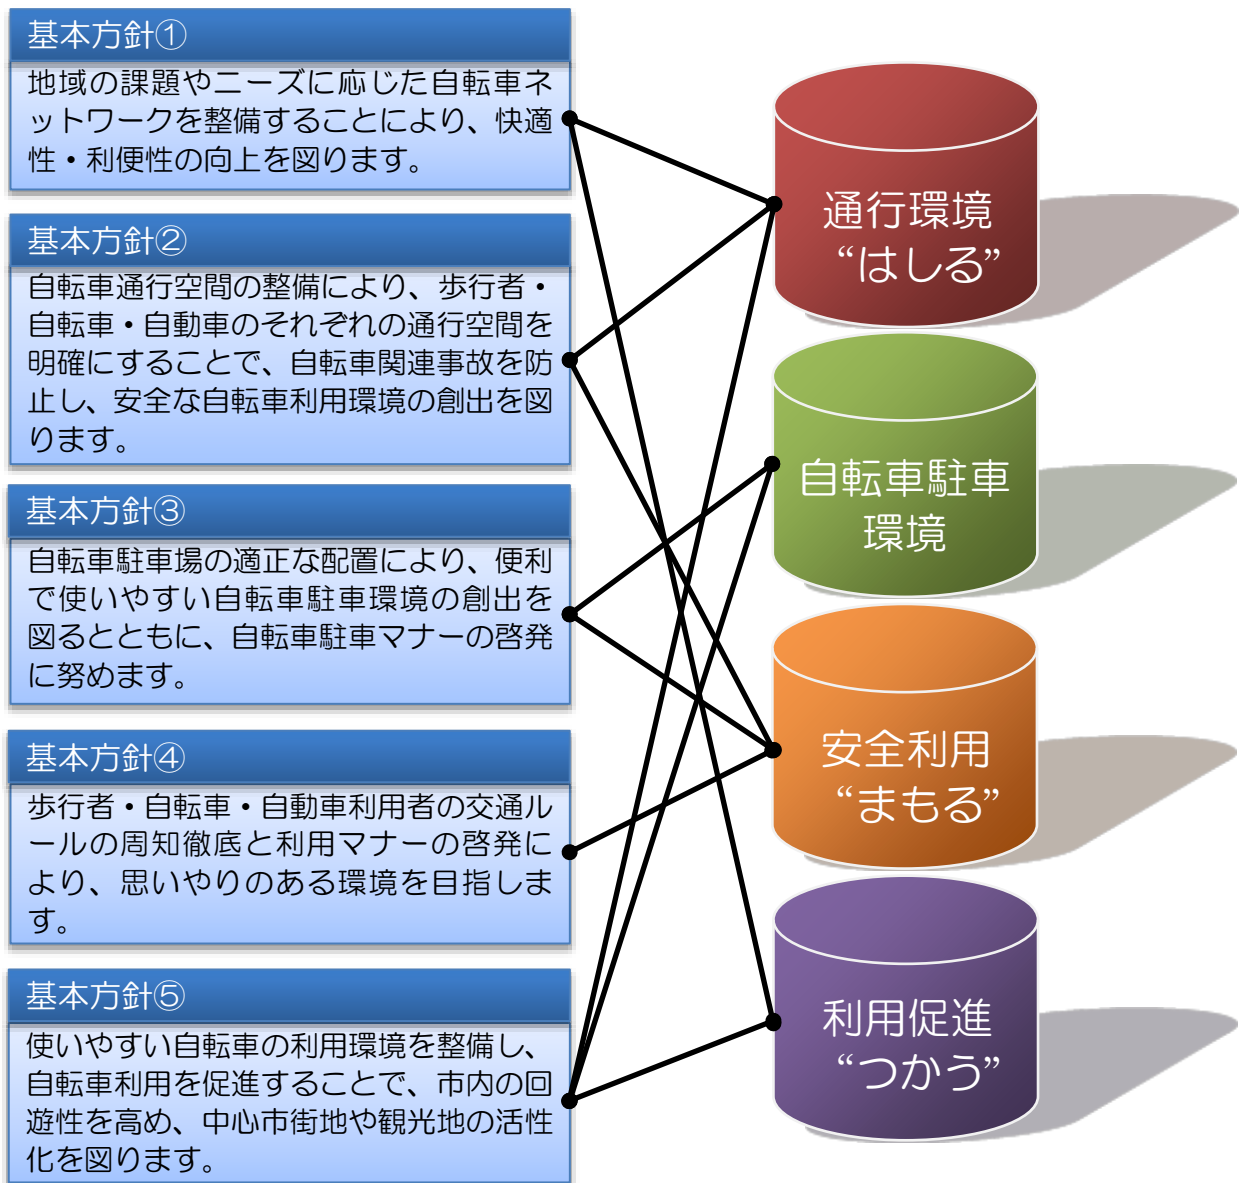 基本方針①
地域の課題やニーズに応じた自転車ネ
ットワークを整備することにより、快適
性・利便性の向上を図ります。
基本方針②
自転車通行空間の整備により、歩行者・
自転車・自動車のそれぞれの通行空間を
明確にすることで、自転車関連事故を防
止し、安全な自転車利用環境の創出を図
ります。
基本方針③
自転車駐車場の適正な配置により、便利
で使いやすい自転車駐車環境の創出を
図るとともに、自転車駐車マナーの啓発
に努めます。
基本方針④
歩行者・自転車・自動車利用者の交通ル
ールの周知徹底と利用マナーの啓発に
より、思いやりのある環境を目指しま
す。
基本方針⑤
使いやすい自転車の利用環境を整備し、
自転車利用を促進することで、市内の回
遊性を高め、中心市街地や観光地の活性
化を図ります。
通行環境
“はしる”
自転車駐車
環境
安全利用
“まもる”
利用促進
“つかう”